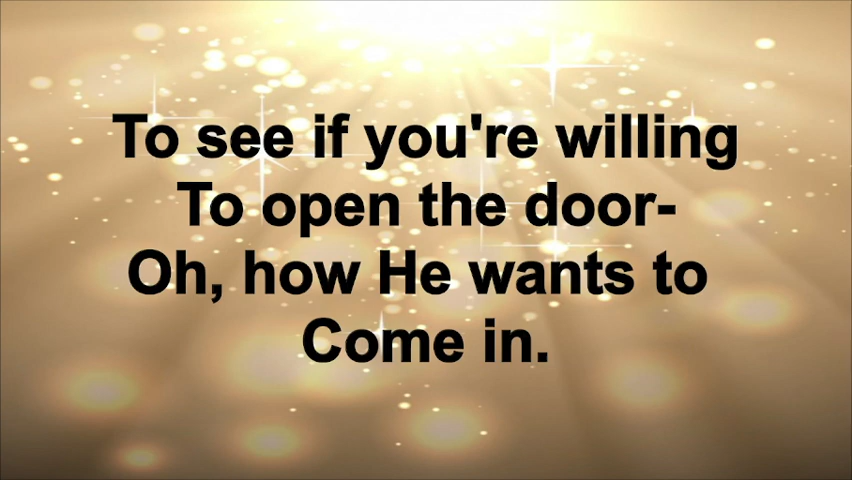 To see if you're willing
To open the door-
Oh, how He wants to
Come in.